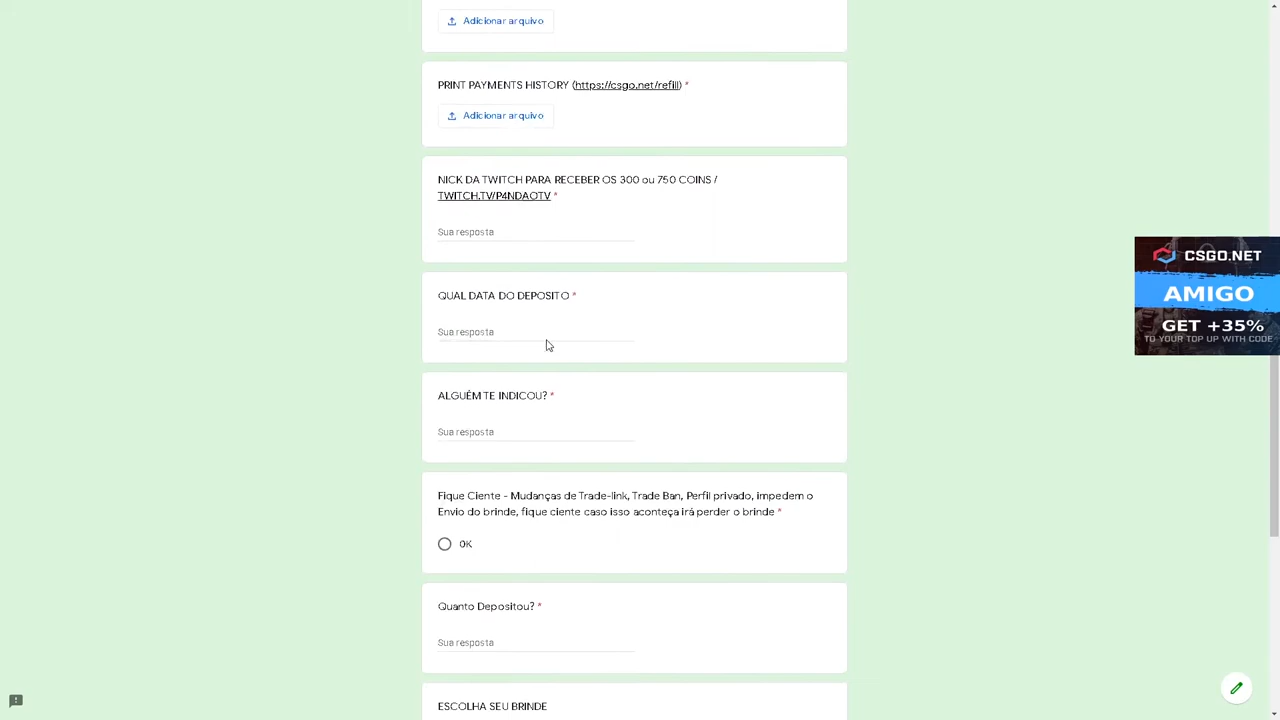 Adicionar arquivo
PRINT PAYMENTS HISTORY (https://csgo.net/refill) *
Adicionar arquivo
NICK DA TWITCH PARA RECEBER OS 300 ou 750 COINS /
TWITCH.TV/P4NDAOTV *
Sua resposta
QUAL DATA DO DEPOSITO *
Sua resposta
ALGUÉM TE INDICOU? *
Sua resposta
Fique Ciente - Mudanças de Trade-link, Trade Ban, Perfil privado, impedem o
Envio do brinde, fique ciente caso isso aconteça irá perder o brinde *
OK
Quanto Depositou? *
Sua resposta
ESCOLHA SEU BRINDE
CSGO.NET
AMIGO
GET +35%
TO YOUR TOP UP WITH CODE